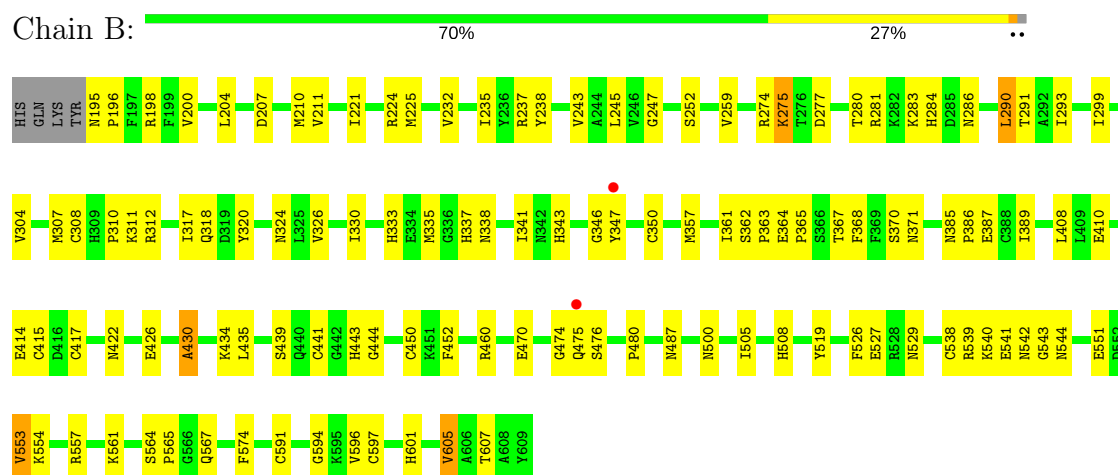 Chain B:
70% 27% ••
HIS GLN LYS TYR N195 P196 F197 R198 F199 V200 L204 D207 M210 V211 I221 R224 M225 V232 I235 Y236 R237 Y238 V243 A244 L245 V246 G247 S252 V259 R274 K275 T276 D277 T280 R281 K282 K283 H284 D285 N286 L290 T291 A292 I293 I299
V304 M307 C308 H309 P310 K311 R312 I317 Q318 D319 Y320 N324 L325 V326 I330 H333 E334 M335 G336 H337 N338 I341 N342 H343 G346 Y347 C350 M357 I361 S362 P363 E364 P365 S366 T367 F368 F369 S370 N371 N385 P386 E387 C388 I389 L408 L409 E410
E414 C415 D416 C417 N422 E426 A430 K434 L435 S439 Q440 C441 G442 H443 G444 C450 K451 F452 R460 E470 G474 Q475 S476 P480 N487 N500 I505 H508 Y519 F526 E527 R528 N529 C538 R539 K540 E541 N542 G543 N544 E551
V553 K554 R557 K561 S564 P565 G566 Q567 F574 C591 G594 K595 V596 C597 H601 V605 A606 T607 A608 Y609